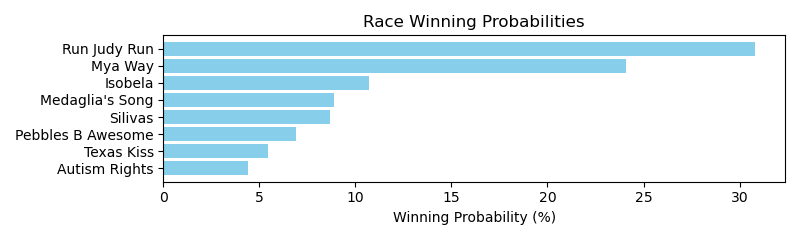 Race Winning Probabilities
Run Judy Run
Mya Way
Isobela
Medaglia's Song
Silivas
Pebbles B Awesome
Texas Kiss
Autism Rights
0 5 10 15 20 25 30
Winning Probability (%)